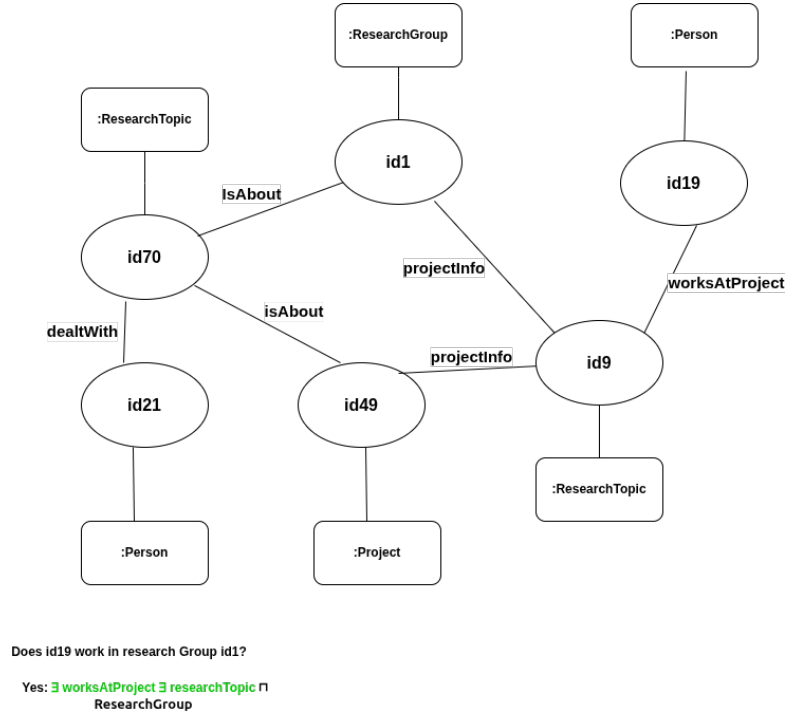 :ResearchGroup
:Person
:ResearchTopic
id1
id19
IsAbout
id70
projectInfo
worksAtProject
isAbout
dealtWith
projectInfo
id9
id21
id49
:ResearchTopic
:Person
:Project
Does id19 work in research Group id1?
Yes: ∃ worksAtProject ∃ researchTopic ⊓
ResearchGroup